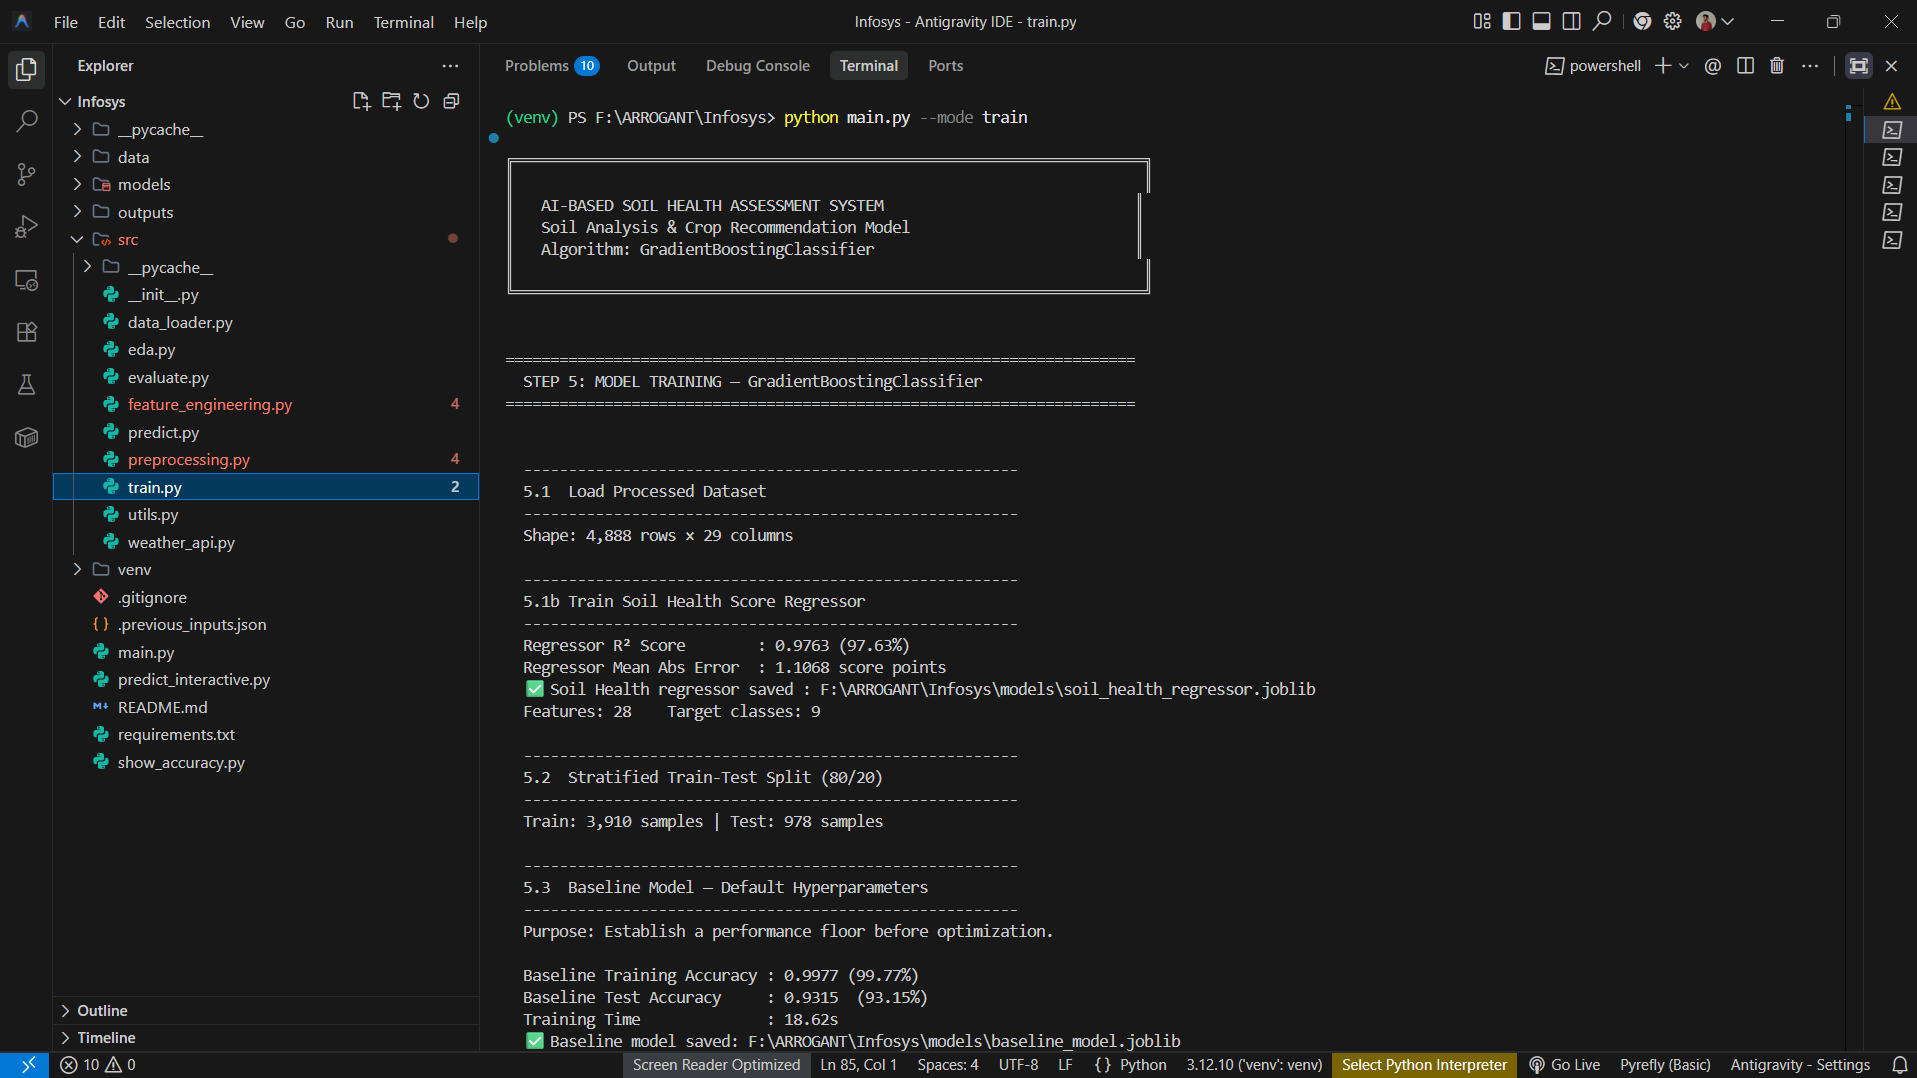 File Edit Selection View Go Run Terminal Help
Infosys - Antigravity IDE - train.py
Explorer
Infosys
__pycache__
data
models
outputs
src
__pycache__
__init__.py
data_loader.py
eda.py
evaluate.py
feature_engineering.py 4
predict.py
preprocessing.py 4
train.py 2
utils.py
weather_api.py
venv
.gitignore
{ } .previous_inputs.json
main.py
predict_interactive.py
M↓ README.md
requirements.txt
show_accuracy.py
Outline
Timeline
Problems 10 Output Debug Console Terminal Ports
powershell
(venv) PS F:\ARROGANT\Infosys> python main.py --mode train
AI-BASED SOIL HEALTH ASSESSMENT SYSTEM
Soil Analysis & Crop Recommendation Model
Algorithm: GradientBoostingClassifier
======================================================================
STEP 5: MODEL TRAINING — GradientBoostingClassifier
======================================================================
-------------------------------------------------------
5.1 Load Processed Dataset
-------------------------------------------------------
Shape: 4,888 rows × 29 columns
-------------------------------------------------------
5.1b Train Soil Health Score Regressor
-------------------------------------------------------
Regressor R² Score : 0.9763 (97.63%)
Regressor Mean Abs Error : 1.1068 score points
✅ Soil Health regressor saved : F:\ARROGANT\Infosys\models\soil_health_regressor.joblib
Features: 28 Target classes: 9
-------------------------------------------------------
5.2 Stratified Train-Test Split (80/20)
-------------------------------------------------------
Train: 3,910 samples | Test: 978 samples
-------------------------------------------------------
5.3 Baseline Model — Default Hyperparameters
-------------------------------------------------------
Purpose: Establish a performance floor before optimization.
Baseline Training Accuracy : 0.9977 (99.77%)
Baseline Test Accuracy : 0.9315 (93.15%)
Training Time : 18.62s
✅ Baseline model saved: F:\ARROGANT\Infosys\models\baseline_model.joblib
10 0 Screen Reader Optimized Ln 85, Col 1 Spaces: 4 UTF-8 LF { } Python 3.12.10 ('venv': venv) Select Python Interpreter Go Live Pyrefly (Basic) Antigravity - Settings